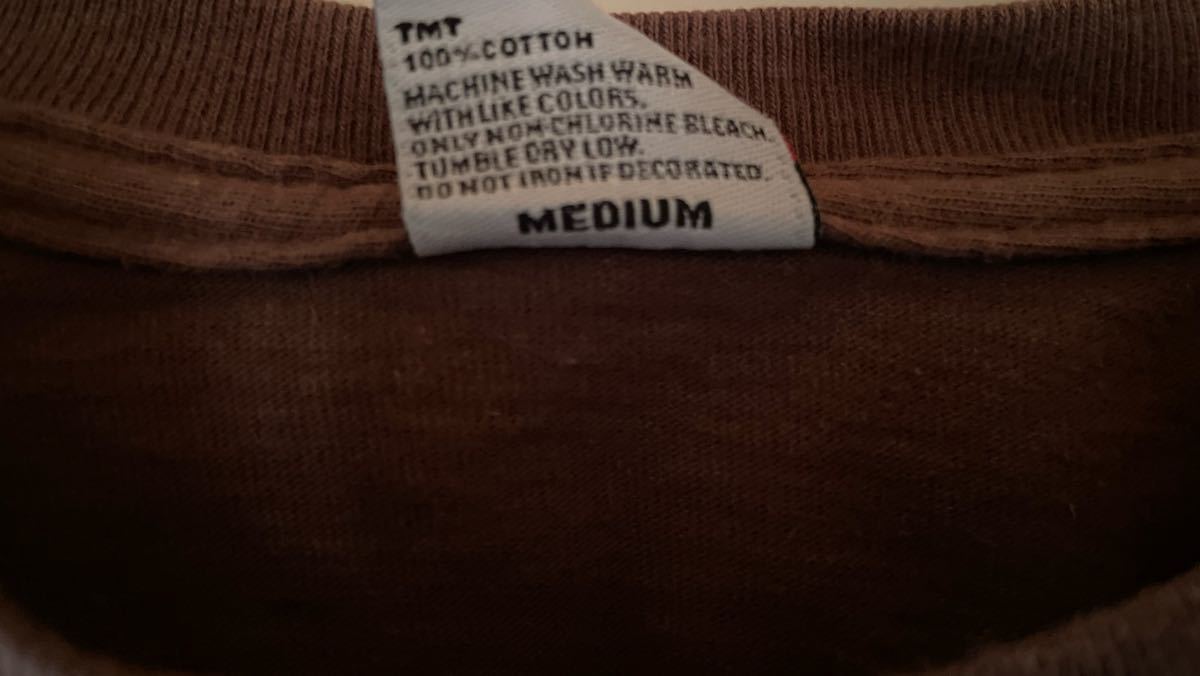 TMT
100% COTTON
MACHINE WASH WARM
WITH LIKE COLORS.
ONLY NON-CHLORINE BLEACH.
TUMBLE DRY LOW.
DO NOT IRON IF DECORATED.
MEDIUM